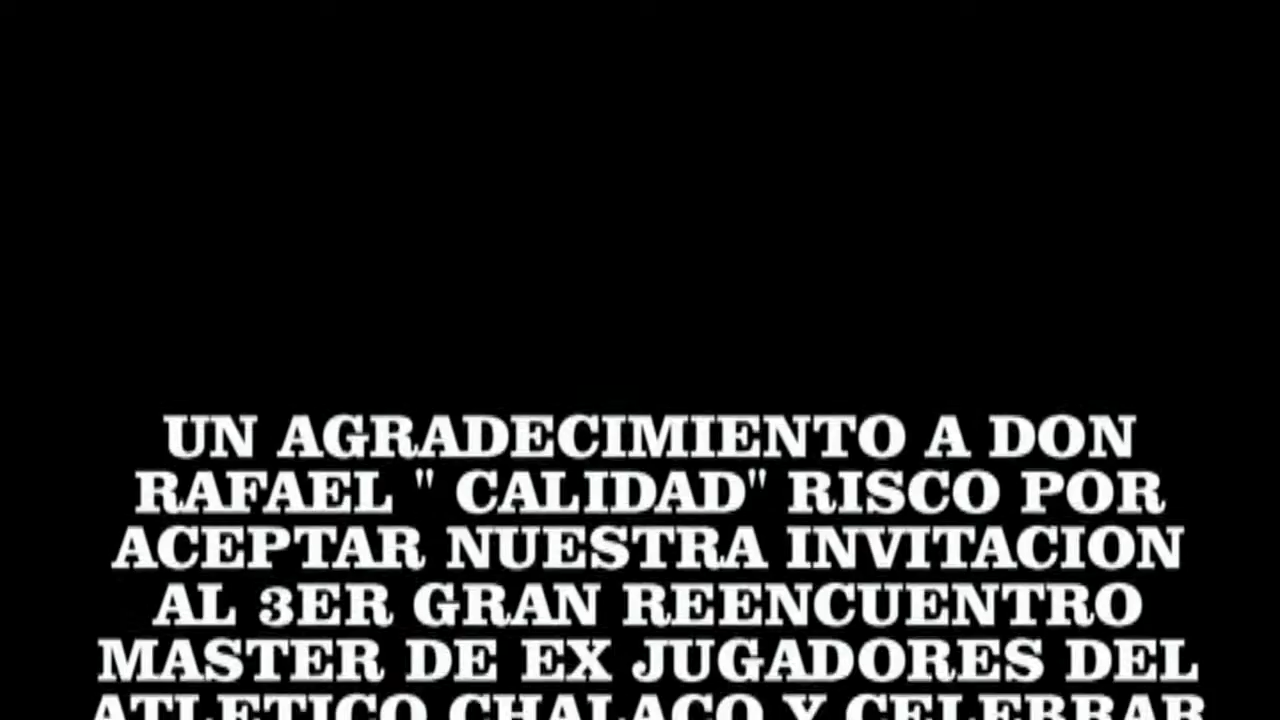 UN AGRADECIMIENTO A DON
RAFAEL " CALIDAD" RISCO POR
ACEPTAR NUESTRA INVITACION
AL 3ER GRAN REENCUENTRO
MASTER DE EX JUGADORES DEL
ATLETICO CHALACO Y CELEBRAR